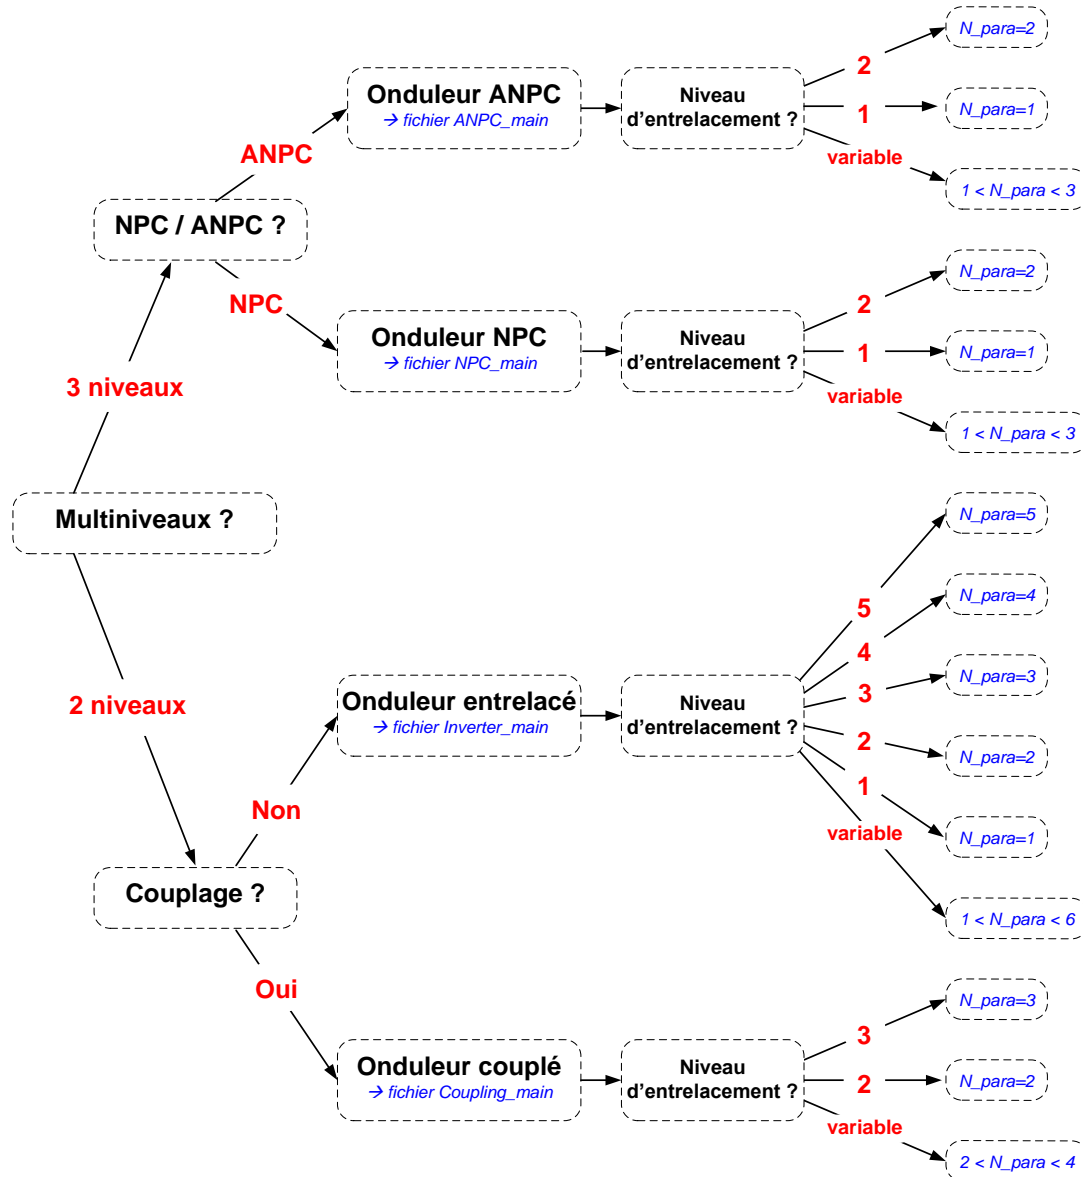 N_para=2
Onduleur ANPC
→ fichier ANPC_main
Niveau
d'entrelacement ?
2
1
variable
N_para=1
1 < N_para < 3
ANPC
NPC / ANPC ?
NPC
Onduleur NPC
→ fichier NPC_main
Niveau
d'entrelacement ?
2
1
variable
N_para=2
N_para=1
1 < N_para < 3
3 niveaux
Multiniveaux ?
2 niveaux
Onduleur entrelacé
→ fichier Inverter_main
Niveau
d'entrelacement ?
5
4
3
2
1
variable
N_para=5
N_para=4
N_para=3
N_para=2
N_para=1
1 < N_para < 6
Non
Couplage ?
Oui
Onduleur couplé
→ fichier Coupling_main
Niveau
d'entrelacement ?
3
2
variable
N_para=3
N_para=2
2 < N_para < 4